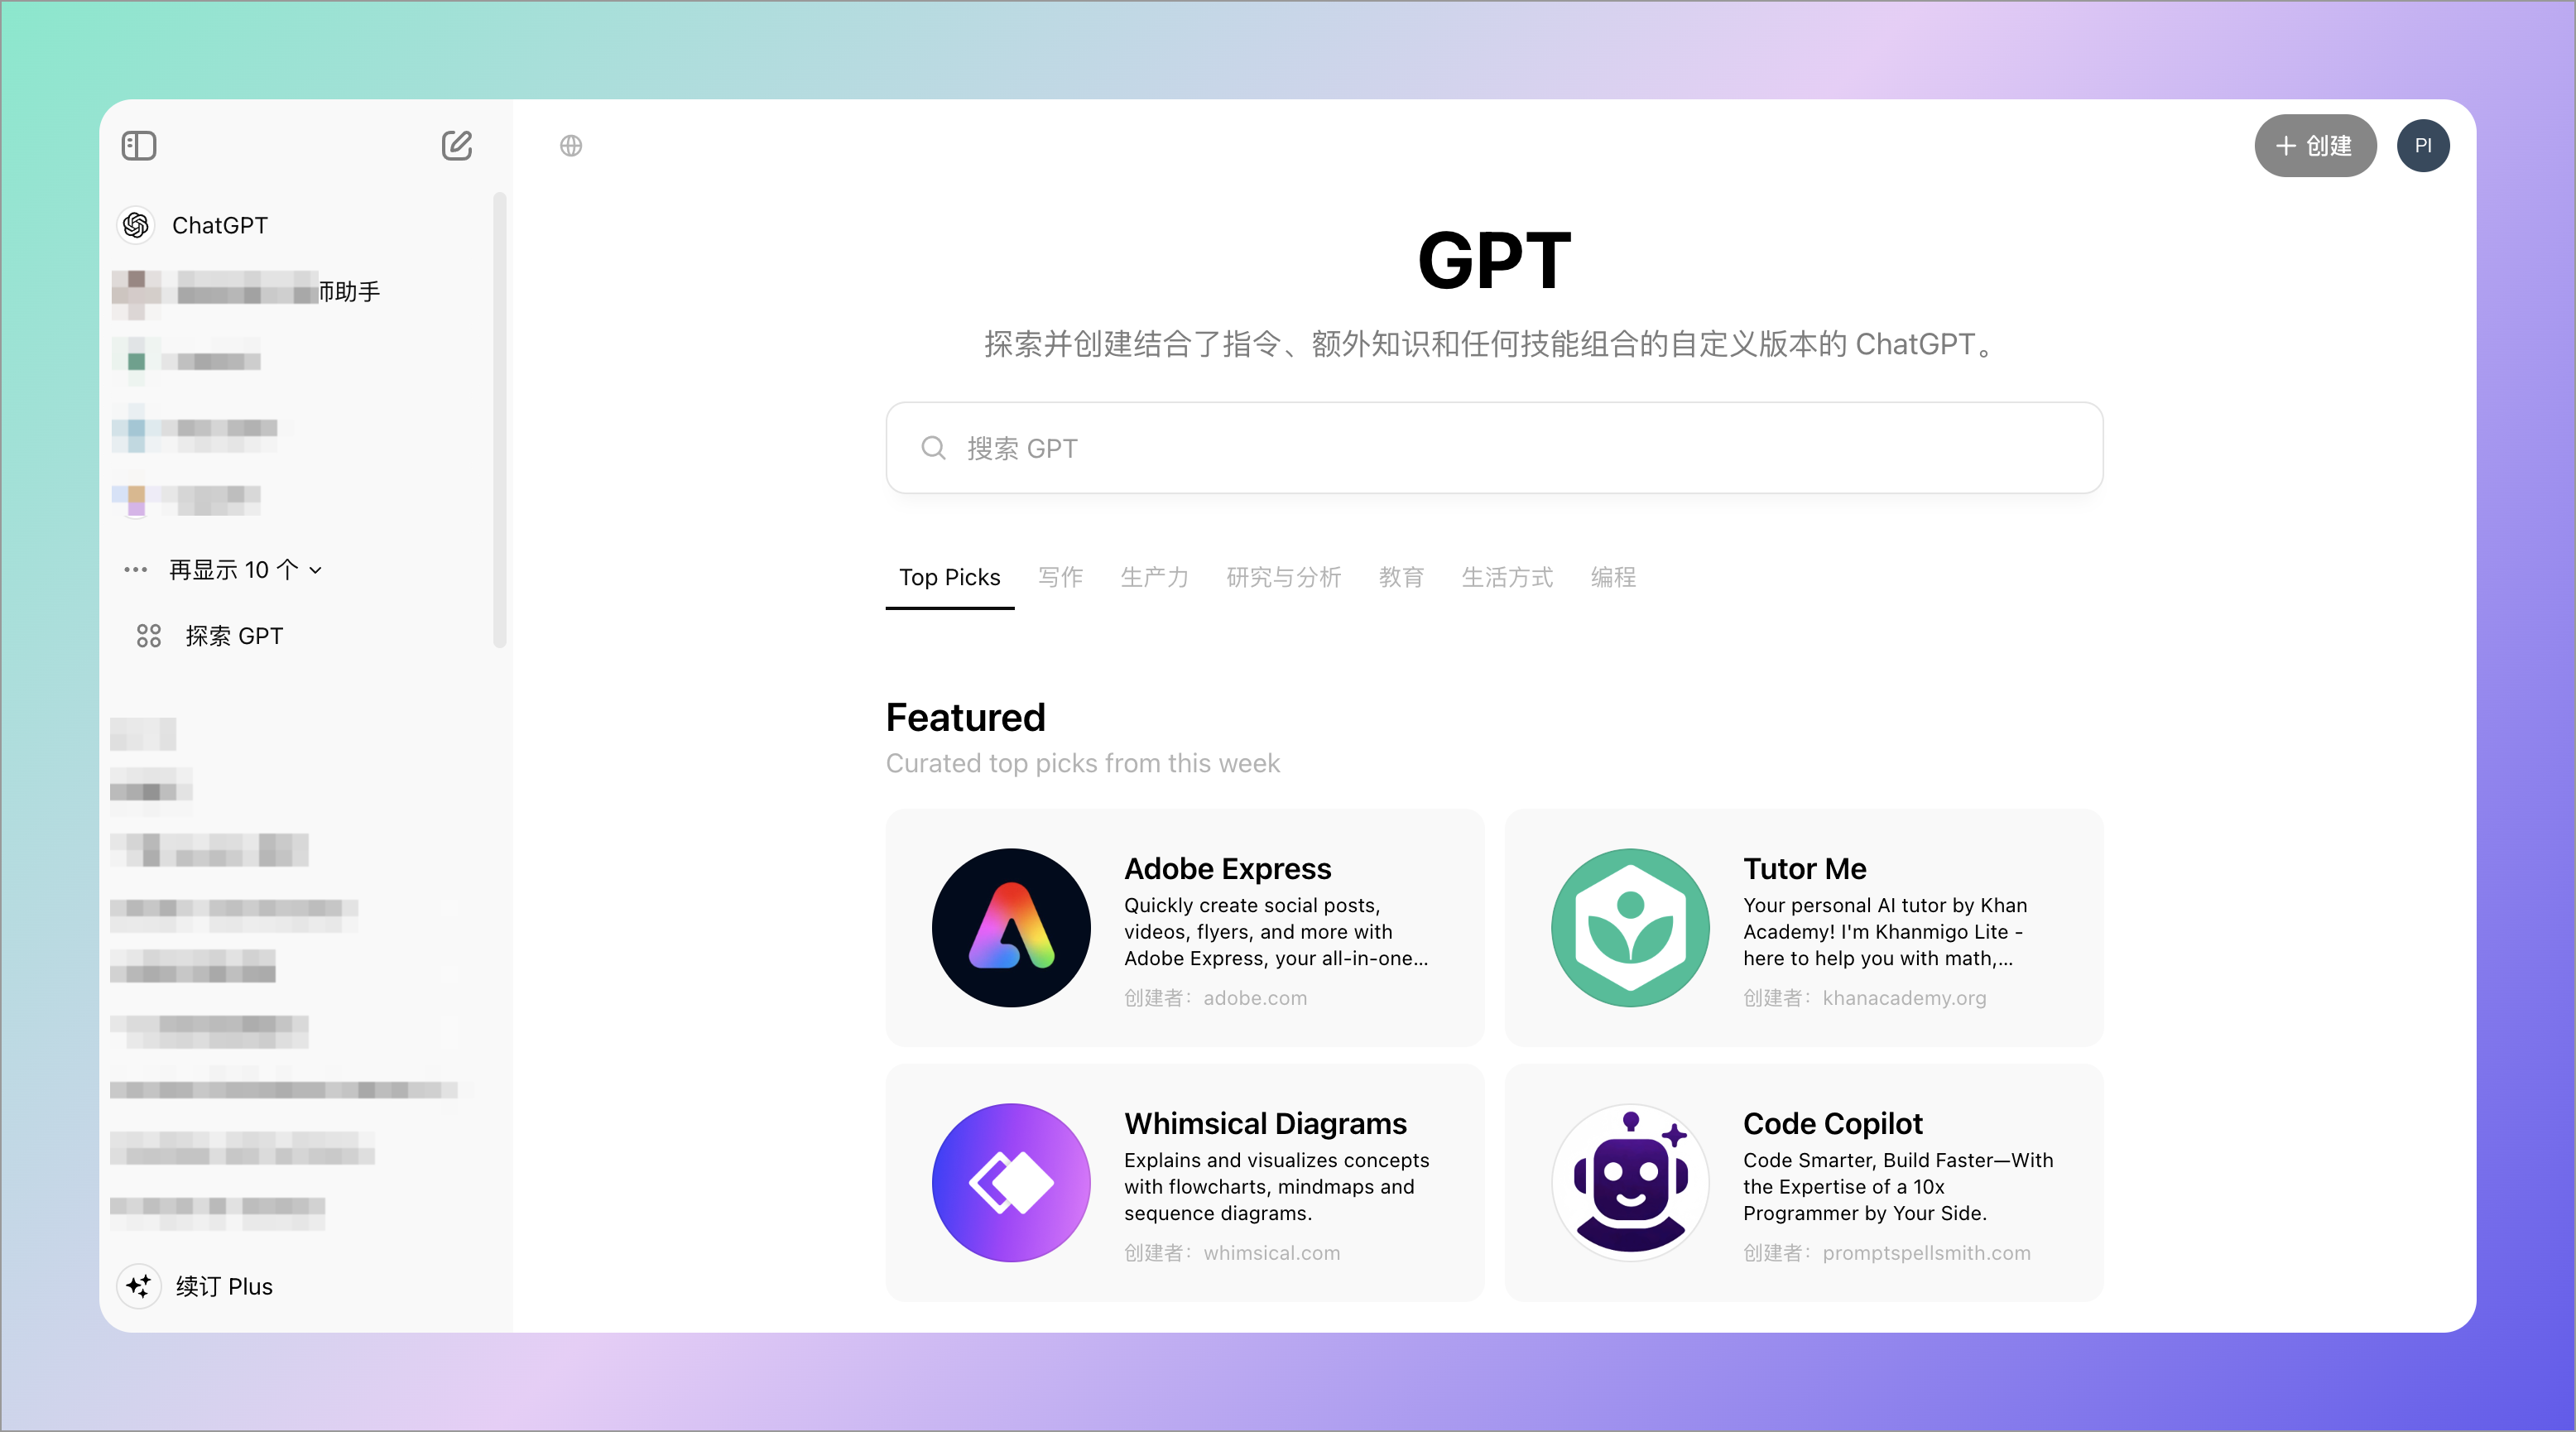 创建
PI
ChatGPT
师助手
再显示 10 个
探索 GPT
续订 Plus
GPT
探索并创建结合了指令、额外知识和任何技能组合的自定义版本的 ChatGPT。
搜索 GPT
Top Picks 写作 生产力 研究与分析 教育 生活方式 编程
Featured
Curated top picks from this week
Adobe Express
Quickly create social posts,
videos, flyers, and more with
Adobe Express, your all-in-one...
创建者：adobe.com
Tutor Me
Your personal AI tutor by Khan
Academy! I'm Khanmigo Lite -
here to help you with math,...
创建者：khanacademy.org
Whimsical Diagrams
Explains and visualizes concepts
with flowcharts, mindmaps and
sequence diagrams.
创建者：whimsical.com
Code Copilot
Code Smarter, Build Faster—With
the Expertise of a 10x
Programmer by Your Side.
创建者：promptspellsmith.com